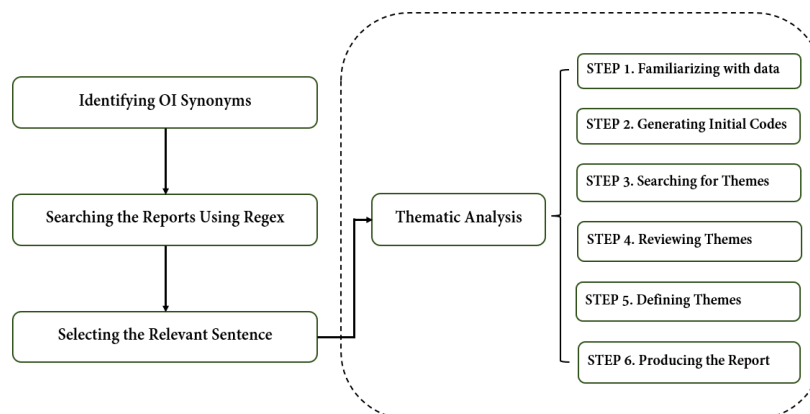 Identifying OI Synonyms
Searching the Reports Using Regex
Selecting the Relevant Sentence
Thematic Analysis
STEP 1. Familiarizing with data
STEP 2. Generating Initial Codes
STEP 3. Searching for Themes
STEP 4. Reviewing Themes
STEP 5. Defining Themes
STEP 6. Producing the Report